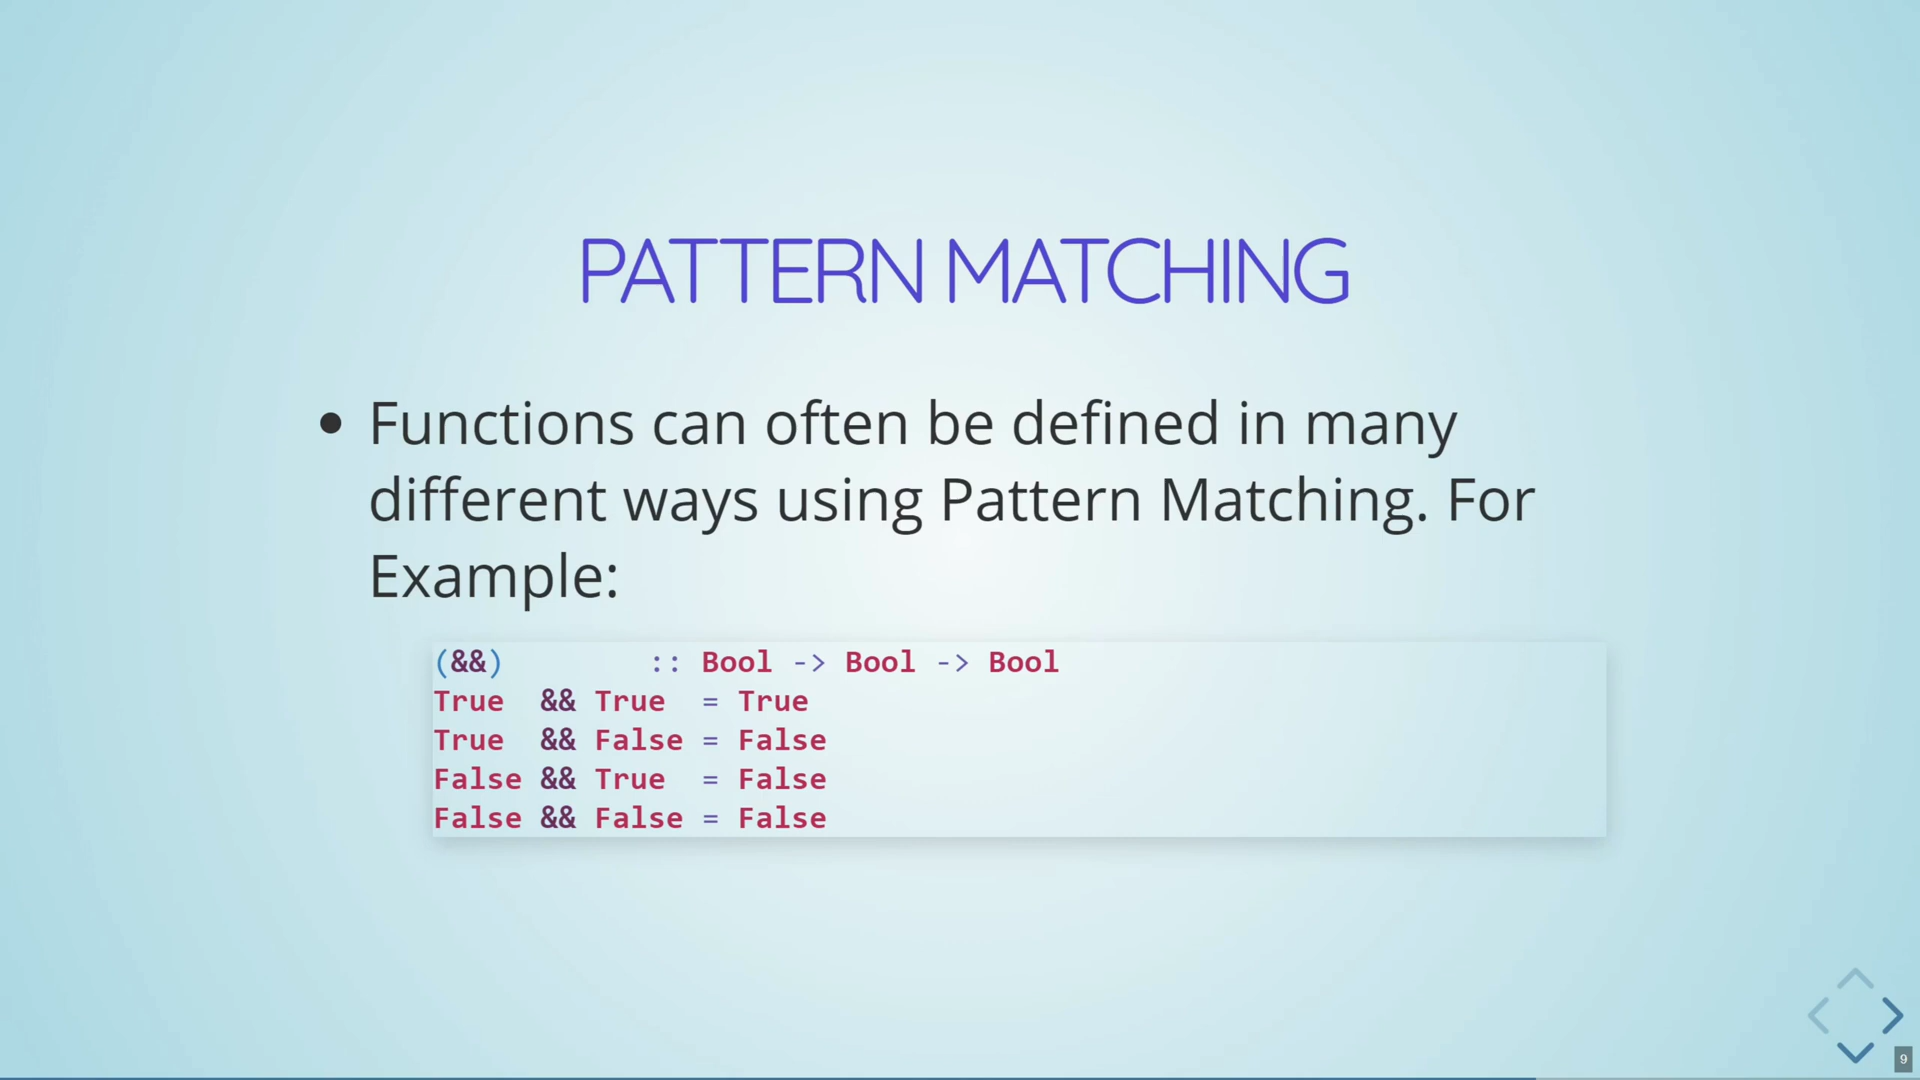 PATTERN MATCHING
• Functions can often be defined in many
different ways using Pattern Matching. For
Example:
(&&)        :: Bool -> Bool -> Bool
True  && True  = True
True  && False = False
False && True  = False
False && False = False
9